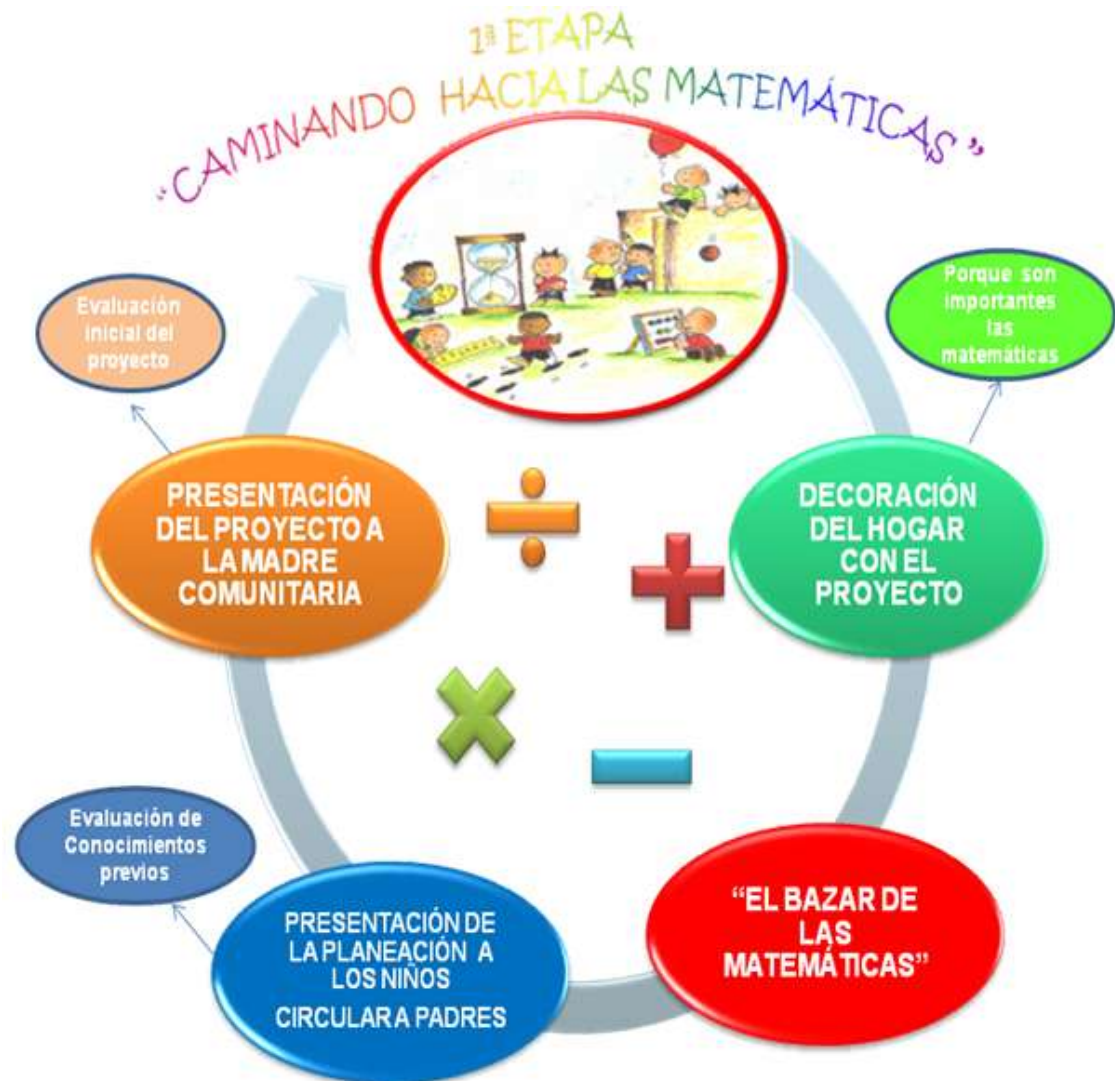 1ª ETAPA
"CAMINANDO HACIA LAS MATEMÁTICAS"
Evaluación
inicial del
proyecto
Porque son
importantes
las
matemáticas
PRESENTACIÓN
DEL PROYECTO A
LA MADRE
COMUNITARIA
DECORACIÓN
DEL HOGAR
CON EL
PROYECTO
Evaluación de
Conocimientos
previos
PRESENTACIÓN DE
LA PLANEACIÓN A
LOS NIÑOS
CIRCULAR A PADRES
"EL BAZAR DE
LAS
MATEMÁTICAS"